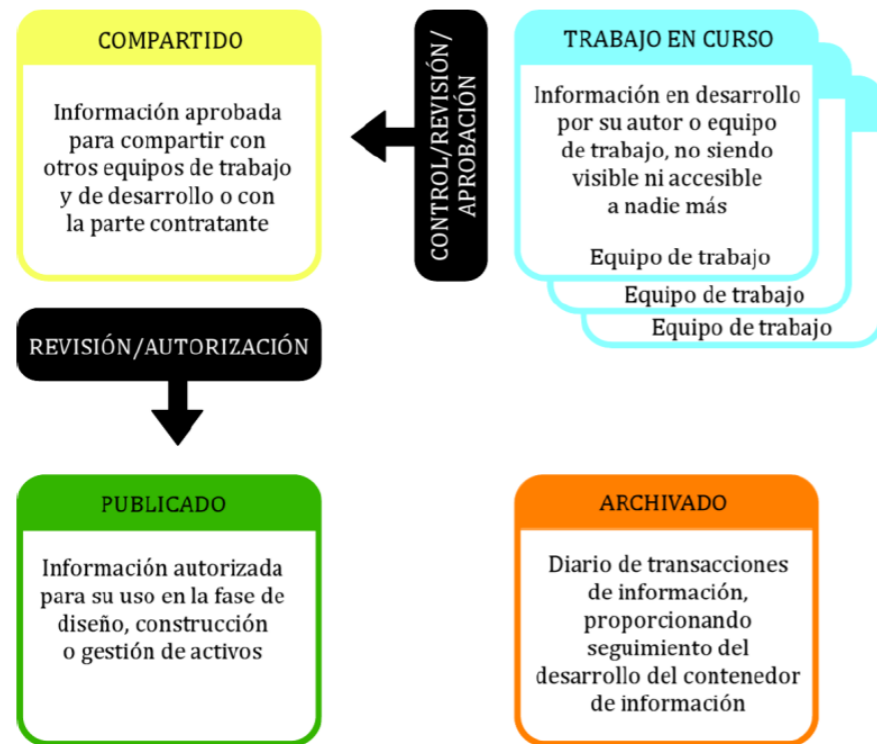 COMPARTIDO
Información aprobada
para compartir con
otros equipos de trabajo
y de desarrollo o con
la parte contratante
CONTROL/REVISIÓN/
APROBACIÓN
TRABAJO EN CURSO
Información en desarrollo
por su autor o equipo
de trabajo, no siendo
visible ni accesible
a nadie más
Equipo de trabajo
Equipo de trabajo
Equipo de trabajo
REVISIÓN/AUTORIZACIÓN
PUBLICADO
Información autorizada
para su uso en la fase de
diseño, construcción
o gestión de activos
ARCHIVADO
Diario de transacciones
de información,
proporcionando
seguimiento del
desarrollo del contenedor
de información